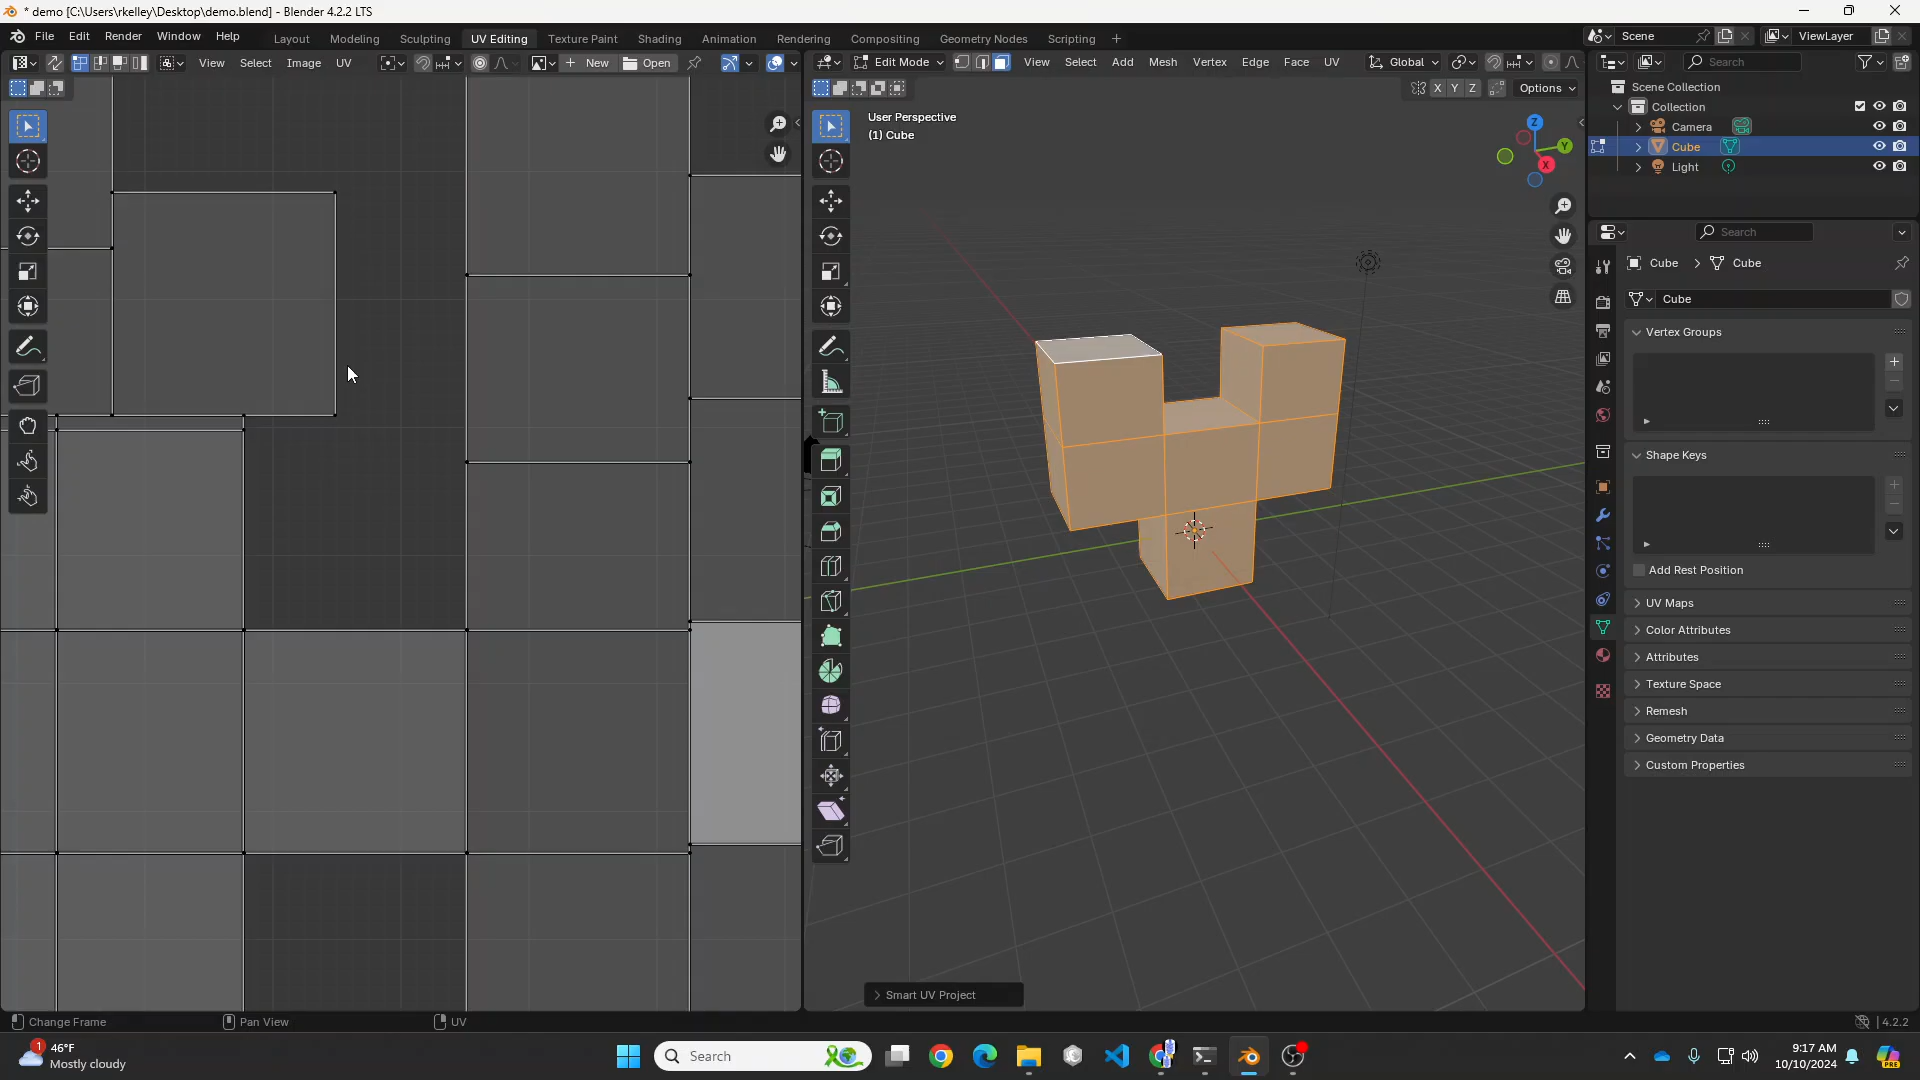 * demo [C:\Users\rkelley\Desktop\demo.blend] - Blender 4.2.2 LTS
File Edit Render Window Help Layout Modeling Sculpting UV Editing Texture Paint Shading Animation Rendering Compositing Geometry Nodes Scripting + Scene ViewLayer
View Select Image UV New Open Edit Mode View Select Add Mesh Vertex Edge Face UV Global Search
X Y Z Options
Scene Collection
Collection
Camera
Cube
Light
User Perspective
(1) Cube
Z
Y
X
Search
Cube > Cube
Cube
Vertex Groups
Shape Keys
Add Rest Position
UV Maps
Color Attributes
Attributes
Texture Space
Remesh
Geometry Data
Custom Properties
Smart UV Project
Change Frame Pan View UV 4.2.2
1
46°F
Mostly cloudy
Search
9:17 AM
10/10/2024
PRE